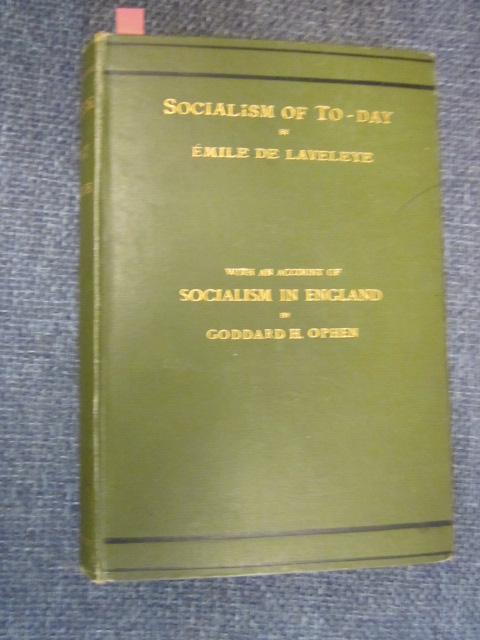 SOCIALISM OF TO-DAY
BY
ÉMILE DE LAVELEYE
WITH AN ACCOUNT OF
SOCIALISM IN ENGLAND
BY
GODDARD H. ORPEN